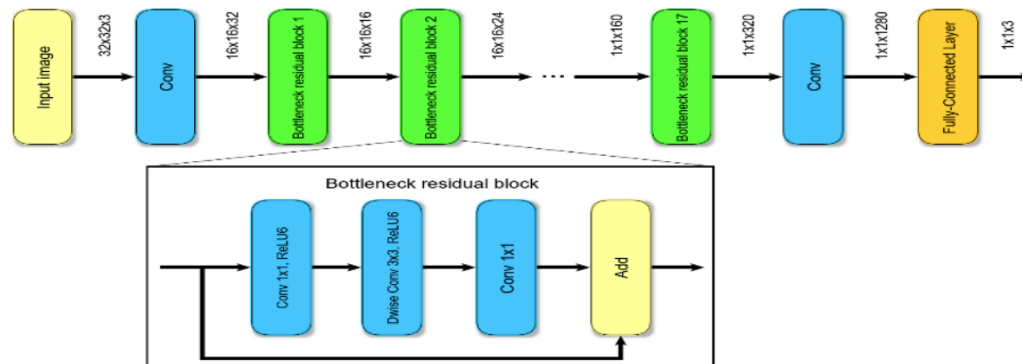 Input image
32x32x3
Conv
16x16x32
Bottleneck residual block 1
16x16x16
Bottleneck residual block 2
16x16x24
...
1x1x160
Bottleneck residual block 17
1x1x320
Conv
1x1x1280
Fully-Connected Layer
1x1x3
Bottleneck residual block
Conv 1x1, ReLU6
Dwise Conv 3x3, ReLU6
Conv 1x1
Add